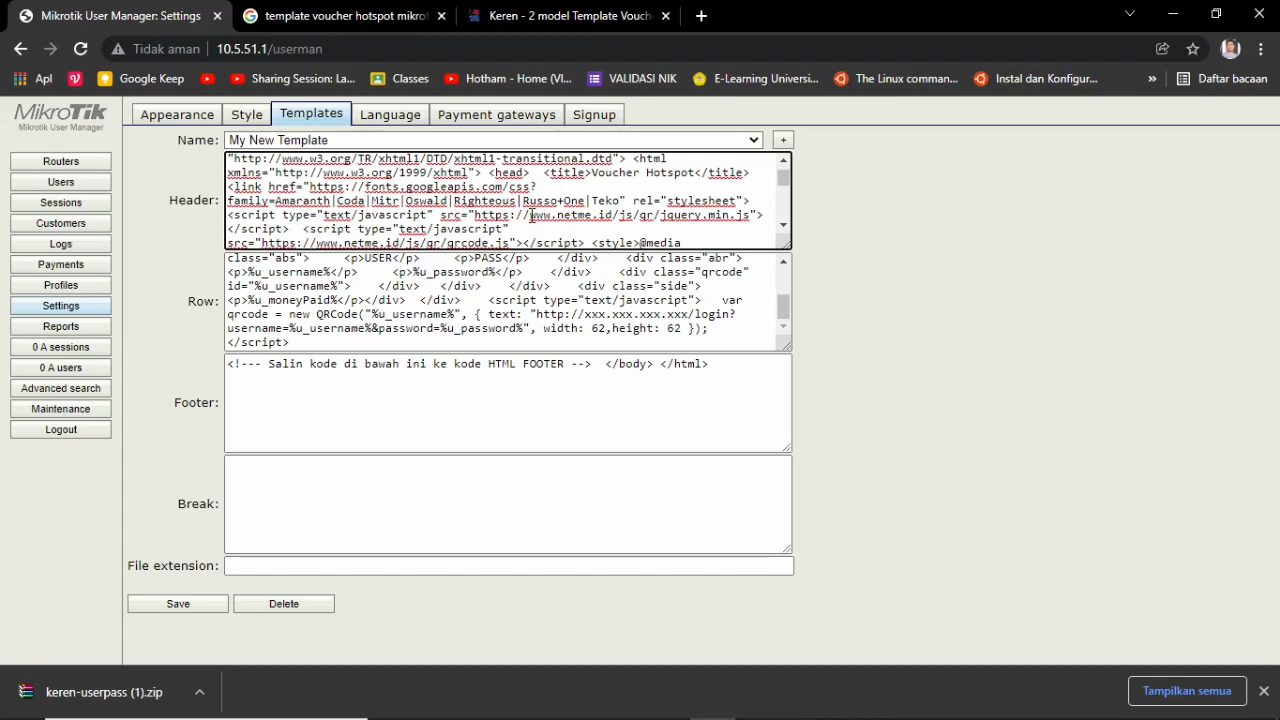 Mikrotik User Manager: Settings
template voucher hotspot mikrot
Keren - 2 model Template Vouch
Tidak aman 10.5.51.1/userman
Apl Google Keep Sharing Session: La... Classes Hotham - Home (VI... VALIDASI NIK E-Learning Universi... The Linux comman... Instal dan Konfigur... » Daftar bacaan
MikroTik
Mikrotik User Manager
Appearance Style Templates Language Payment gateways Signup
Routers
Users
Sessions
Customers
Logs
Payments
Profiles
Settings
Reports
0 A sessions
0 A users
Advanced search
Maintenance
Logout
Name: My New Template +
Header:
"http://www.w3.org/TR/xhtml1/DTD/xhtml1-transitional.dtd"> <html
xmlns="http://www.w3.org/1999/xhtml"> <head> <title>Voucher Hotspot</title>
<link href="https://fonts.googleapis.com/css?
family=Amaranth|Coda|Mitr|Oswald|Righteous|Russo+One|Teko" rel="stylesheet">
<script type="text/javascript" src="https://www.netme.id/js/qr/jquery.min.js">
</script> <script type="text/javascript"
src="https://www.netme.id/js/qr/qrcode.js"></script> <style>@media
Row:
class="abs"> <p>USER</p> <p>PASS</p> </div> <div class="abr">
<p>%u_username%</p> <p>%u_password%</p> </div> <div class="qrcode"
id="%u_username%"> </div> </div> </div> <div class="side">
<p>%u_moneyPaid%</p></div> </div> <script type="text/javascript"> var
qrcode = new QRCode("%u_username%", { text: "http://xxx.xxx.xxx.xxx/login?
username=%u_username%&password=%u_password%", width: 62,height: 62 });
</script>
Footer:
<!--- Salin kode di bawah ini ke kode HTML FOOTER --> </body> </html>
Break:
File extension:
Save Delete
keren-userpass (1).zip
Tampilkan semua